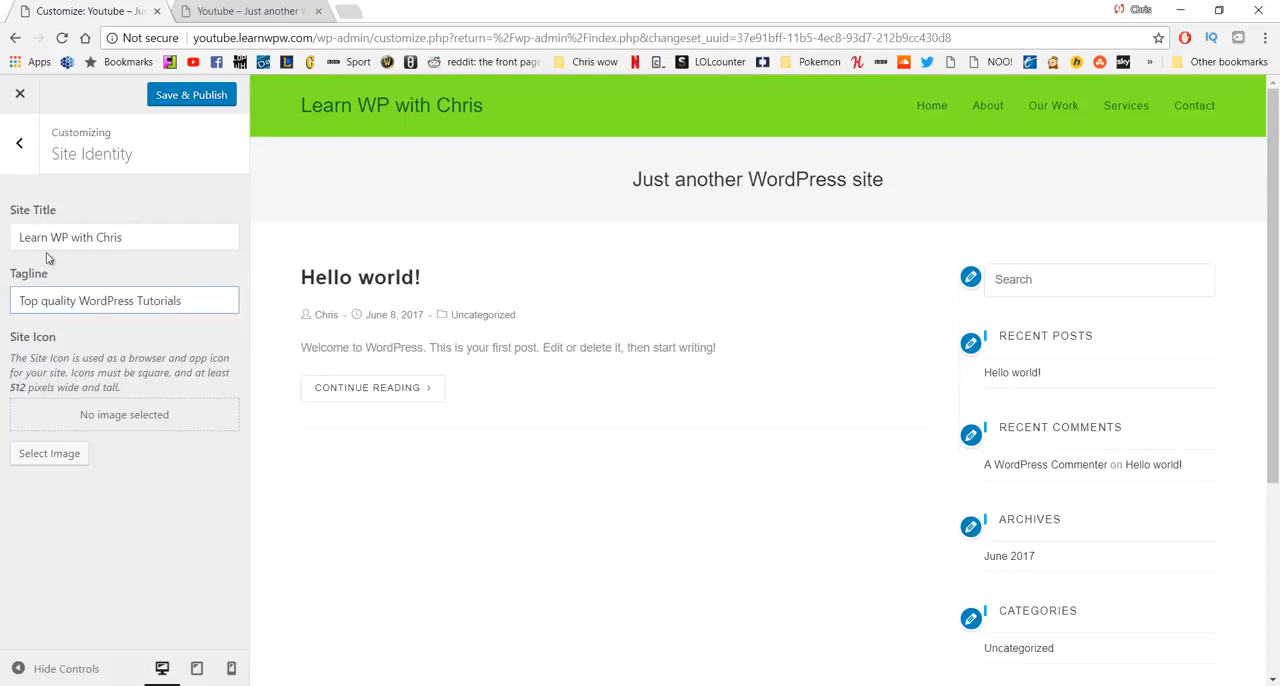 Customize: Youtube – Jus
Youtube – Just another W
Chris
Not secure
youtube.learnwpw.com/wp-admin/customize.php?return=%2Fwp-admin%2Findex.php&changeset_uuid=37e91bff-11b5-4ec8-93d7-212b9cc430d8
Apps
Bookmarks
Sport
reddit: the front page
Chris wow
LOLcounter
Pokemon
NOO!
sky
»
Other bookmarks
Save & Publish
Customizing
Site Identity
Site Title
Learn WP with Chris
Tagline
Top quality WordPress Tutorials
Site Icon
The Site Icon is used as a browser and app icon
for your site. Icons must be square, and at least
512 pixels wide and tall.
No image selected
Select Image
Hide Controls
Learn WP with Chris
Home
About
Our Work
Services
Contact
Just another WordPress site
Hello world!
Chris - June 8, 2017 - Uncategorized
Welcome to WordPress. This is your first post. Edit or delete it, then start writing!
CONTINUE READING >
Search
RECENT POSTS
Hello world!
RECENT COMMENTS
A WordPress Commenter on Hello world!
ARCHIVES
June 2017
CATEGORIES
Uncategorized